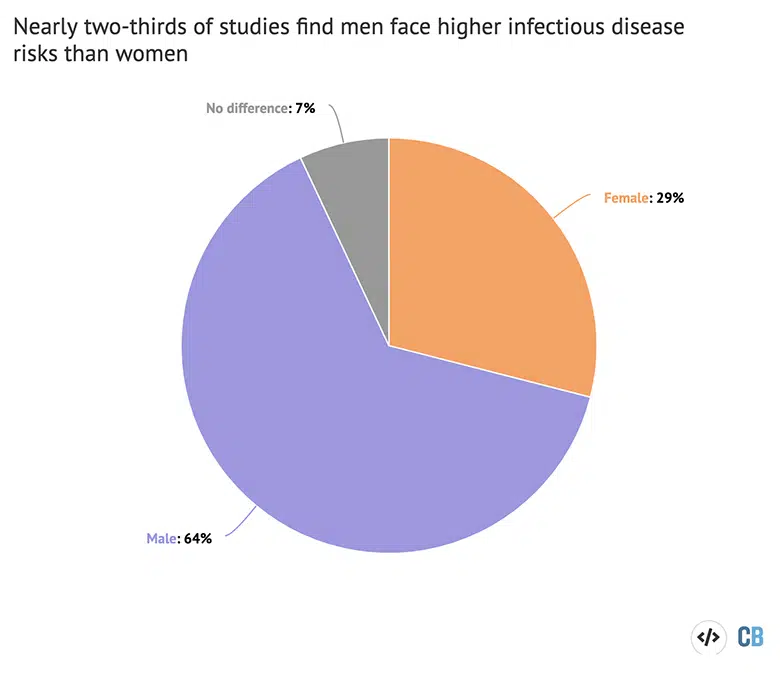 Nearly two-thirds of studies find men face higher infectious disease
risks than women
No difference: 7%
Female: 29%
Male: 64%
</> CB